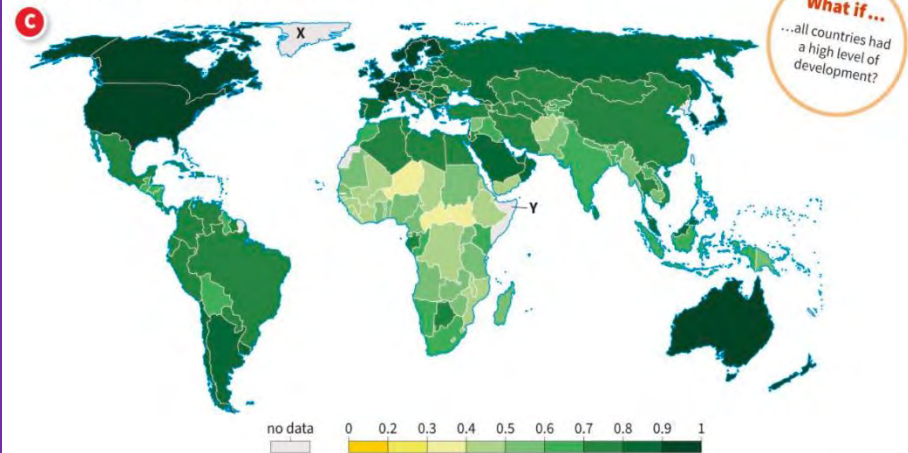 C
What if...
...all countries had
a high level of
development?
X
Y
no data
0 0.2 0.3 0.4 0.5 0.6 0.7 0.8 0.9 1